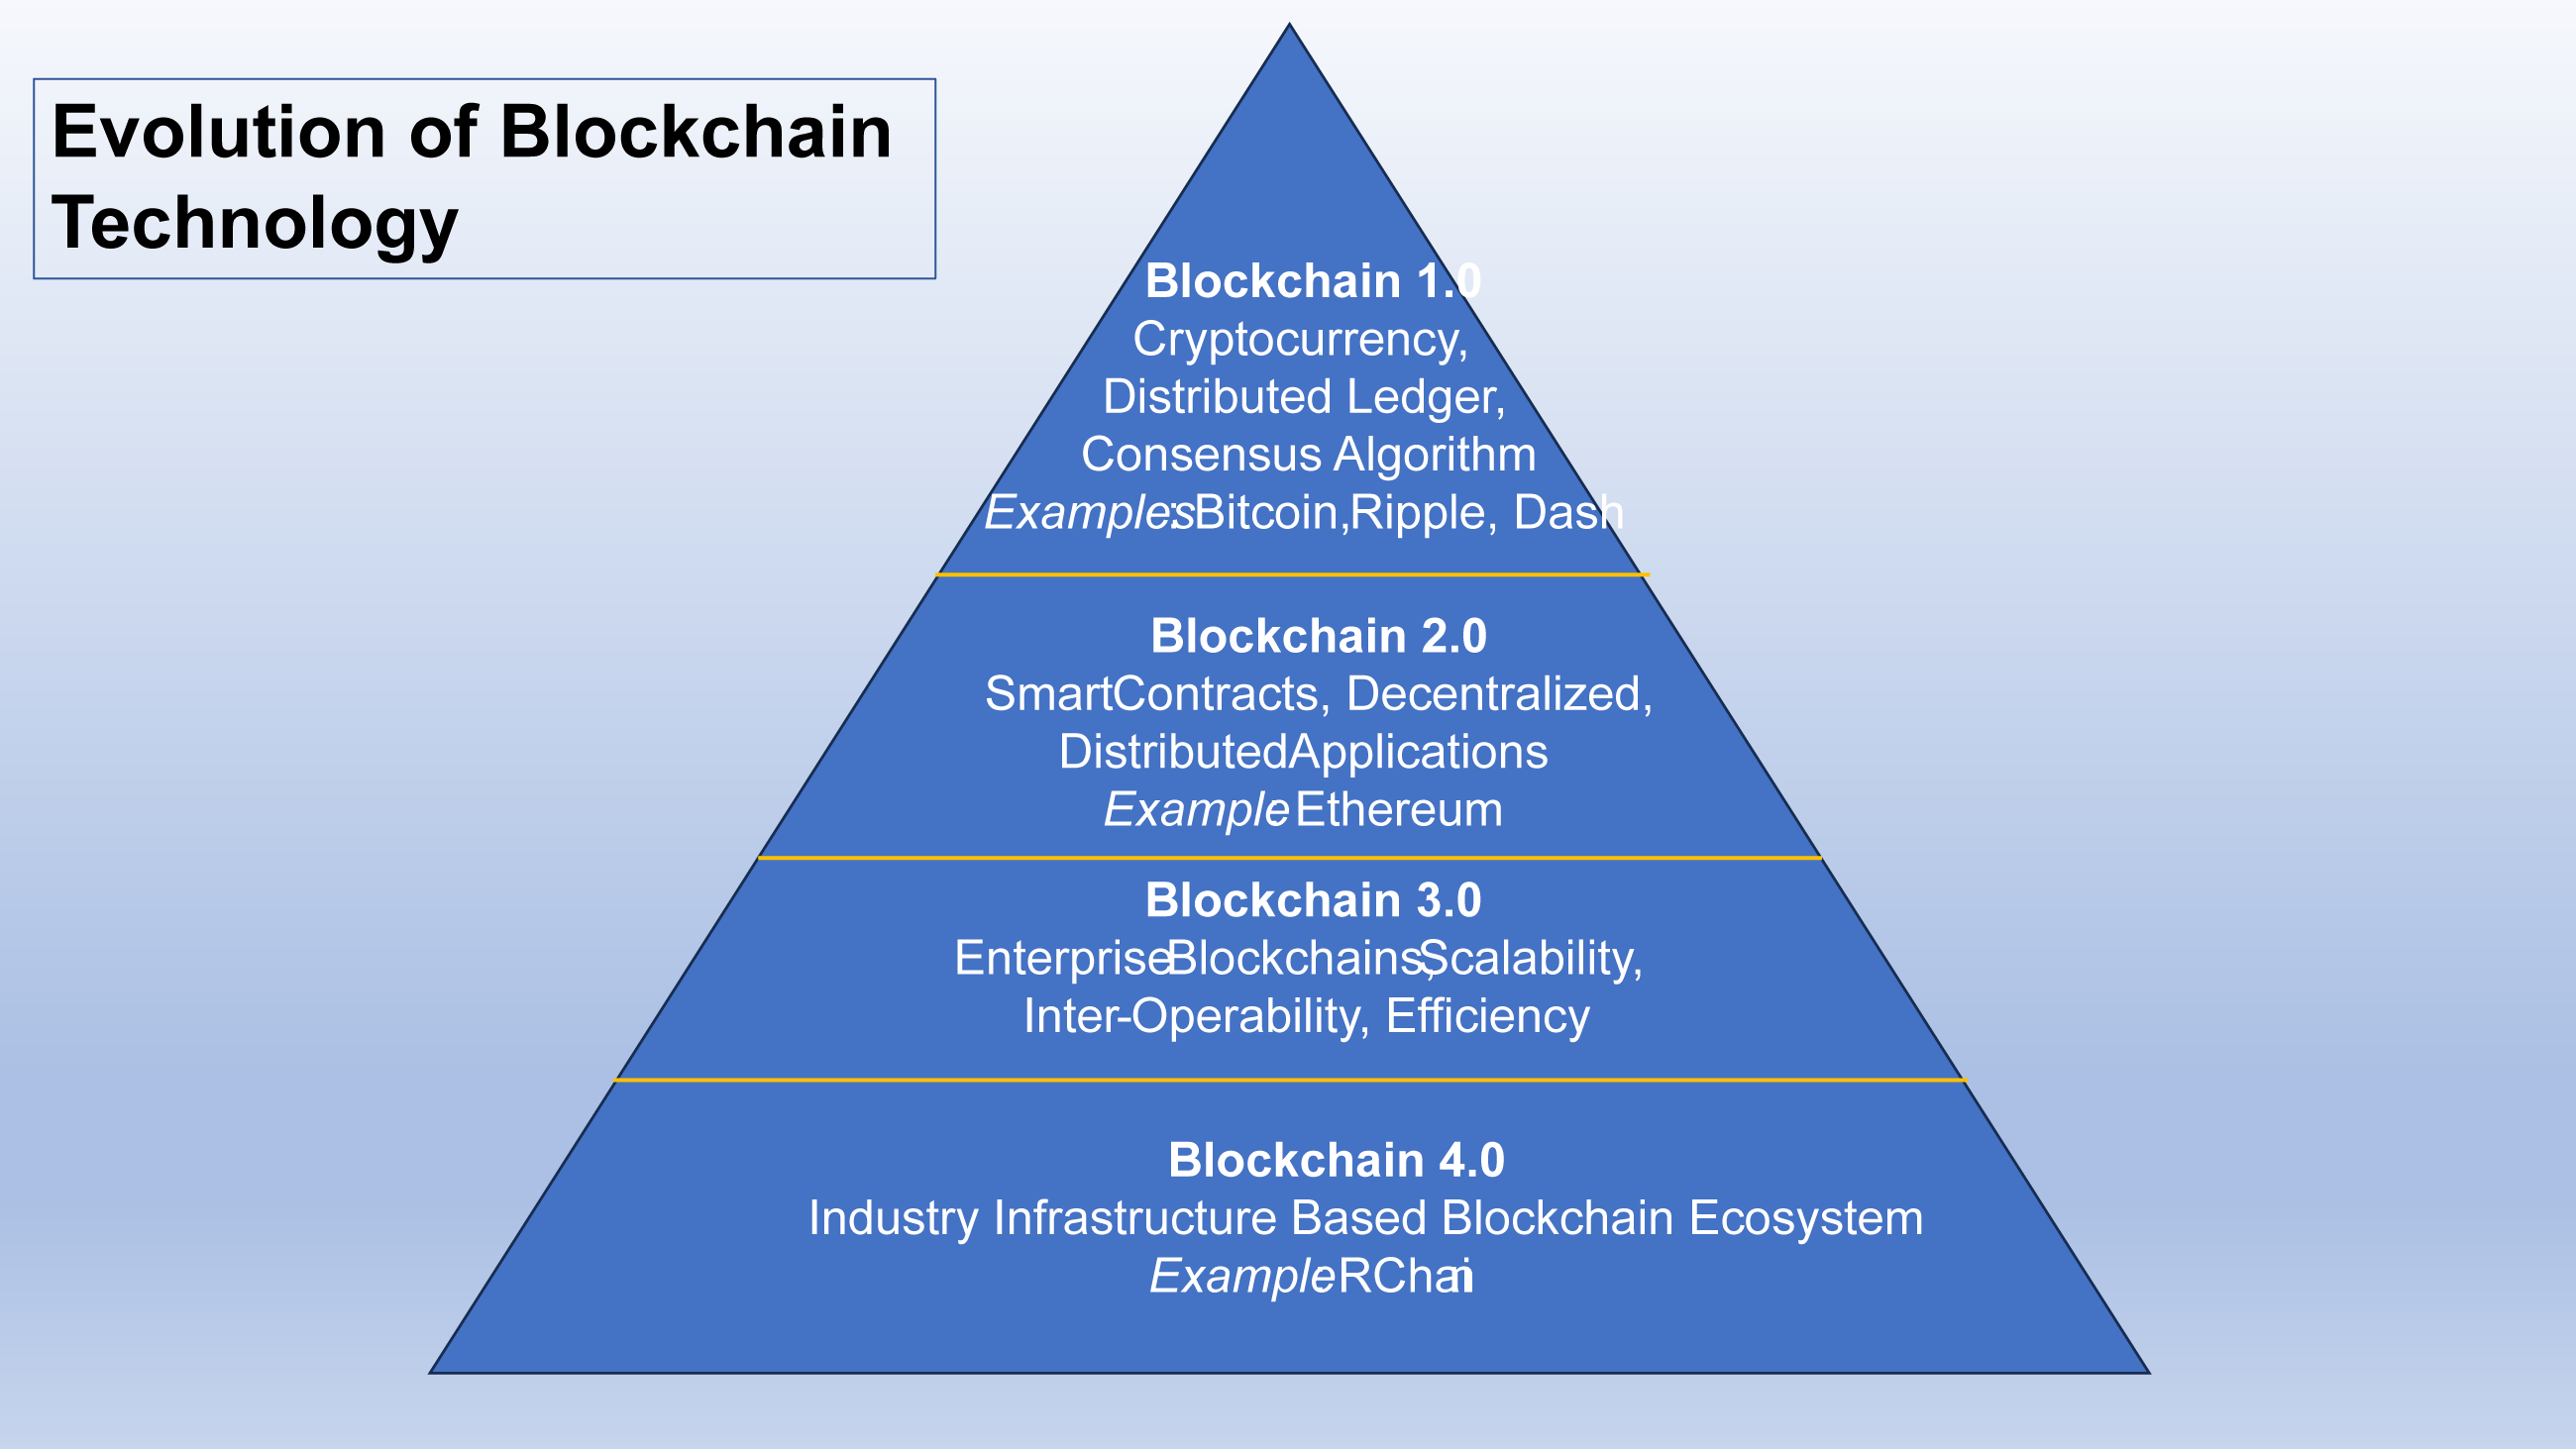 Evolution of Blockchain
Technology
Blockchain 1.0
Cryptocurrency,
Distributed Ledger,
Consensus Algorithm
Examples: Bitcoin, Ripple, Dash
Blockchain 2.0
Smart Contracts, Decentralized,
Distributed Applications
Example: Ethereum
Blockchain 3.0
Enterprise Blockchains, Scalability,
Inter-Operability, Efficiency
Blockchain 4.0
Industry Infrastructure Based Blockchain Ecosystem
Example: RChain